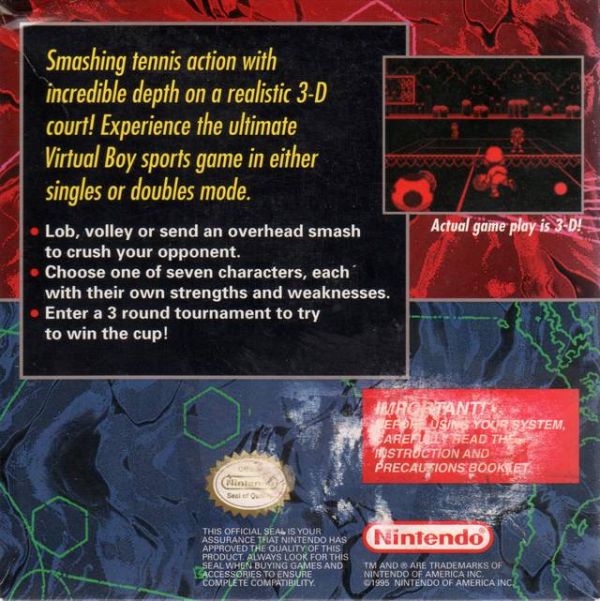 Smashing tennis action with
incredible depth on a realistic 3-D
court! Experience the ultimate
Virtual Boy sports game in either
singles or doubles mode.
• Lob, volley or send an overhead smash
to crush your opponent.
• Choose one of seven characters, each
with their own strengths and weaknesses.
• Enter a 3 round tournament to try
to win the cup!
Actual game play is 3-D!
IMPORTANT!
BEFORE USING YOUR SYSTEM,
CAREFULLY READ THE
INSTRUCTION AND
PRECAUTIONS BOOKLET.
Nintendo
Seal of Quality
THIS OFFICIAL SEAL IS YOUR
ASSURANCE THAT NINTENDO HAS
APPROVED THE QUALITY OF THIS
PRODUCT. ALWAYS LOOK FOR THIS
SEAL WHEN BUYING GAMES AND
ACCESSORIES TO ENSURE
COMPLETE COMPATIBILITY.
Nintendo®
TM AND ® ARE TRADEMARKS OF
NINTENDO OF AMERICA INC.
©1995 NINTENDO OF AMERICA INC.